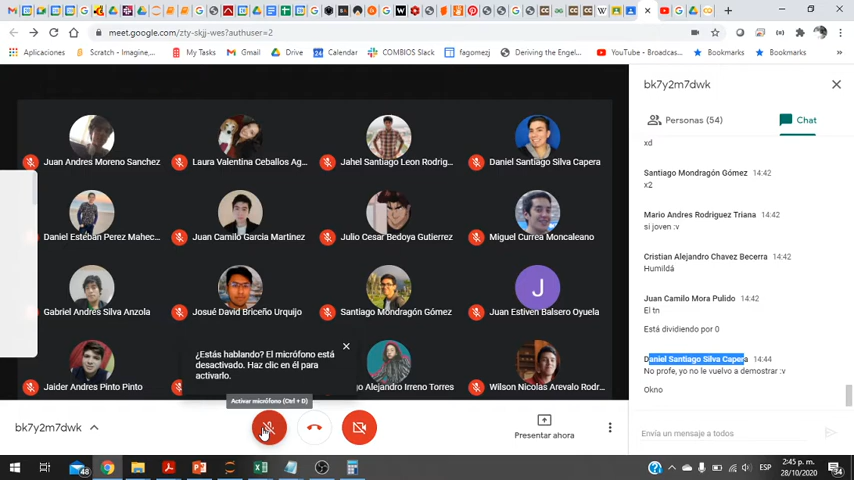 meet.google.com/zty-skjj-wes?authuser=2
Aplicaciones
Scratch - Imagine,...
My Tasks
Gmail
Drive
Calendar
COMBIOS Slack
fagomezj
Deriving the Engel...
YouTube - Broadcas...
Bookmarks
Bookmarks
bk7y2m7dwk
Personas (54)
Chat
Juan Andres Moreno Sanchez
Laura Valentina Ceballos Ag...
Jahel Santiago Leon Rodrig...
Daniel Santiago Silva Capera
Daniel Esteban Perez Mahec...
Juan Camilo Garcia Martinez
Julio Cesar Bedoya Gutierrez
Miguel Currea Moncaleano
Gabriel Andrés Silva Anzola
Josué David Briceño Urquijo
Santiago Mondragón Gómez
J
Juan Estiven Balsero Oyuela
Jaider Andres Pinto Pinto
Diego Alejandro Irreno Torres
Wilson Nicolas Arevalo Rodr...
¿Estás hablando? El micrófono está
desactivado. Haz clic en él para
activarlo.
Activar micrófono (Ctrl + D)
bk7y2m7dwk
Presentar ahora
xd
Santiago Mondragón Gómez 14:42
x2
Mario Andres Rodriguez Triana 14:42
si joven :v
Cristian Alejandro Chavez Becerra 14:42
Humildá
Juan Camilo Mora Pulido 14:42
El tn
Está dividiendo por 0
Daniel Santiago Silva Capera 14:44
No profe, yo no le vuelvo a demostrar :v
Okno
Envía un mensaje a todos
48
ESP
2:45 p. m.
28/10/2020
34